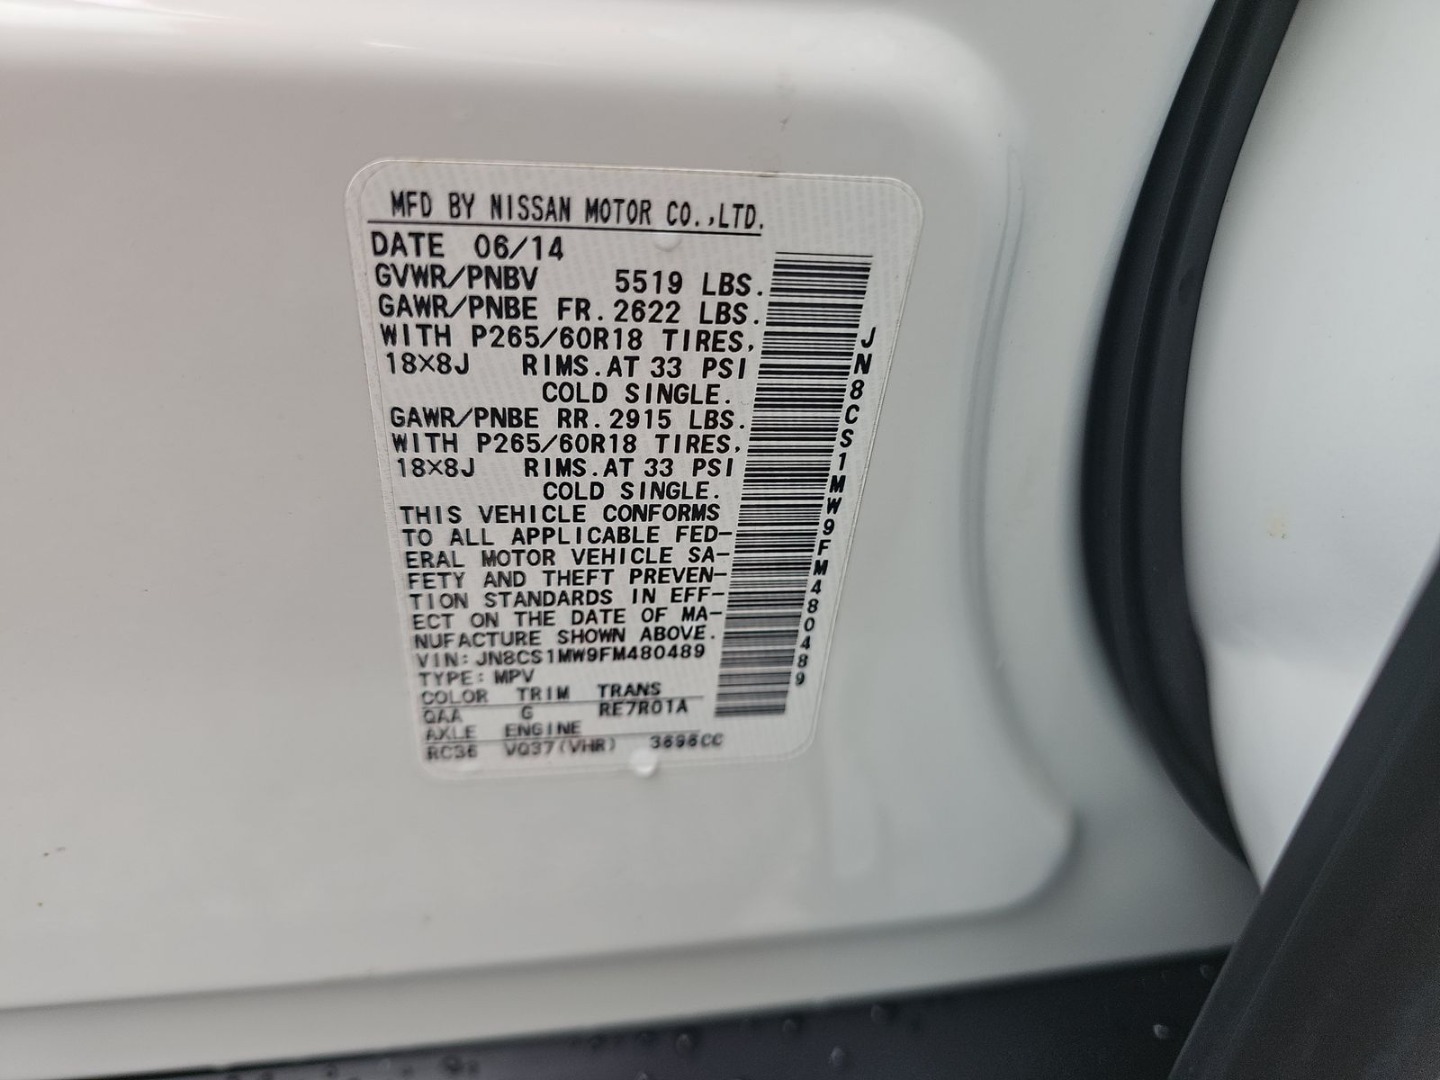 MFD BY NISSAN MOTOR CO.,LTD.
DATE 06/14
GVWR/PNBV 5519 LBS.
GAWR/PNBE FR. 2622 LBS.
WITH P265/60R18 TIRES,
18×8J RIMS. AT 33 PSI
COLD SINGLE.
GAWR/PNBE RR. 2915 LBS.
WITH P265/60R18 TIRES,
18×8J RIMS. AT 33 PSI
COLD SINGLE.
THIS VEHICLE CONFORMS
TO ALL APPLICABLE FED-
ERAL MOTOR VEHICLE SA-
FETY AND THEFT PREVEN-
TION STANDARDS IN EFF-
ECT ON THE DATE OF MA-
NUFACTURE SHOWN ABOVE.
VIN: JN8CS1MW9FM480489
TYPE: MPV
COLOR TRIM TRANS
QAA G RE7R01A
AXLE ENGINE
RC36 VQ37(VHR) 3696CC
JN8CS1MW9FM480489